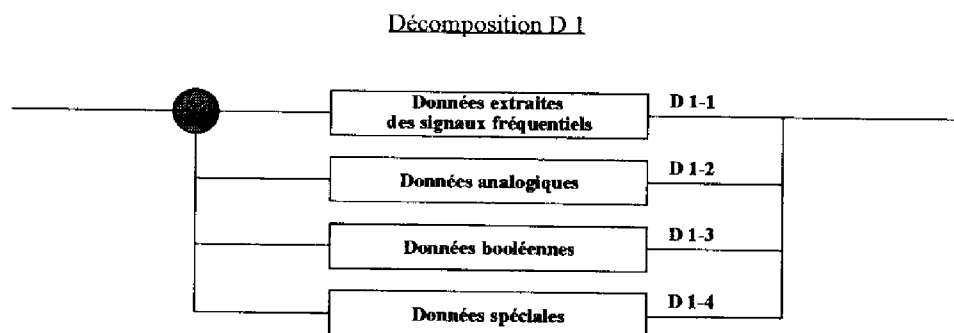 Décomposition D 1
Données extraites
des signaux fréquentiels
D 1-1
Données analogiques
D 1-2
Données booléennes
D 1-3
Données spéciales
D 1-4